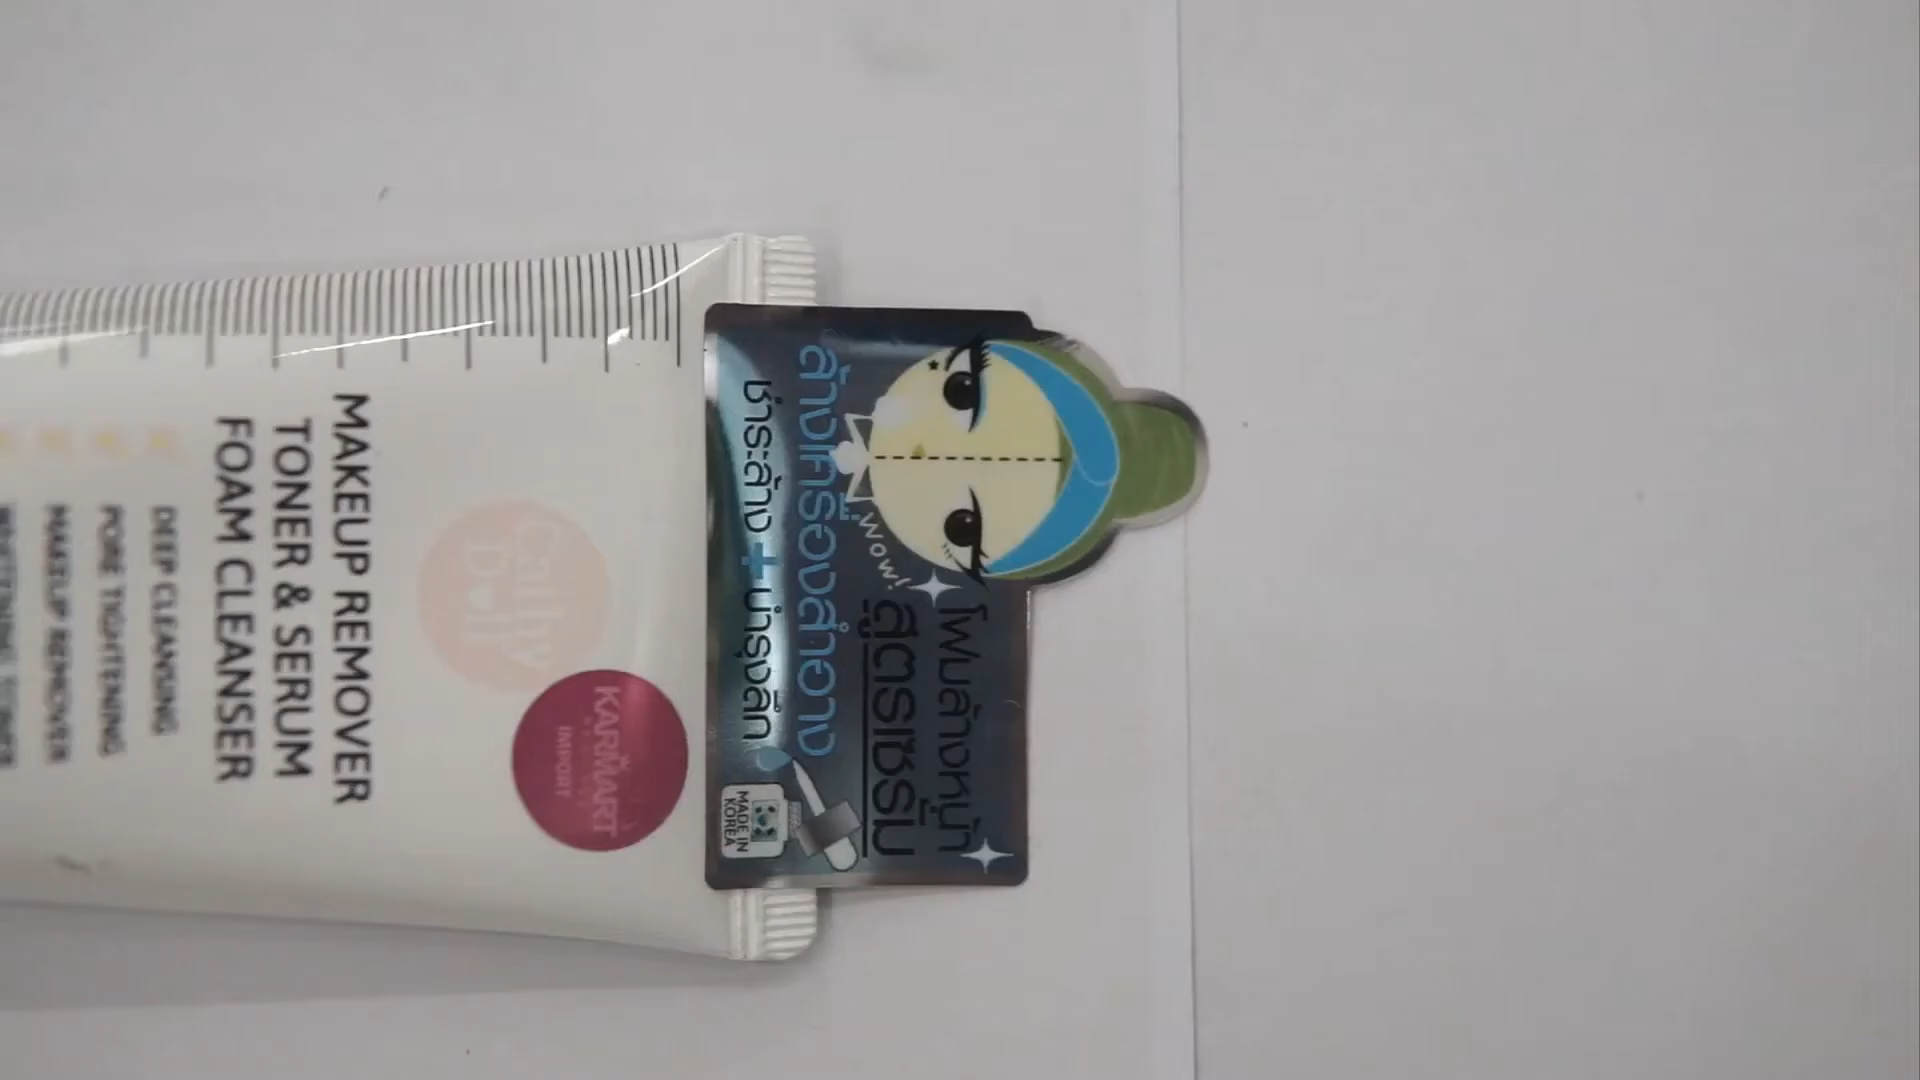 โฟมล้างหน้า
สูตรเซรั่ม
Wow!
ล้างเครื่องสำอาง
ชำระล้าง + บำรุงลึก
MADE IN
KOREA
KARMART
IMPORT
Cathy
Doll
MAKEUP REMOVER
TONER & SERUM
FOAM CLEANSER
DEEP CLEANSING
PORE TIGHTENING
MAKEUP REMOVER
WHITENING TONER